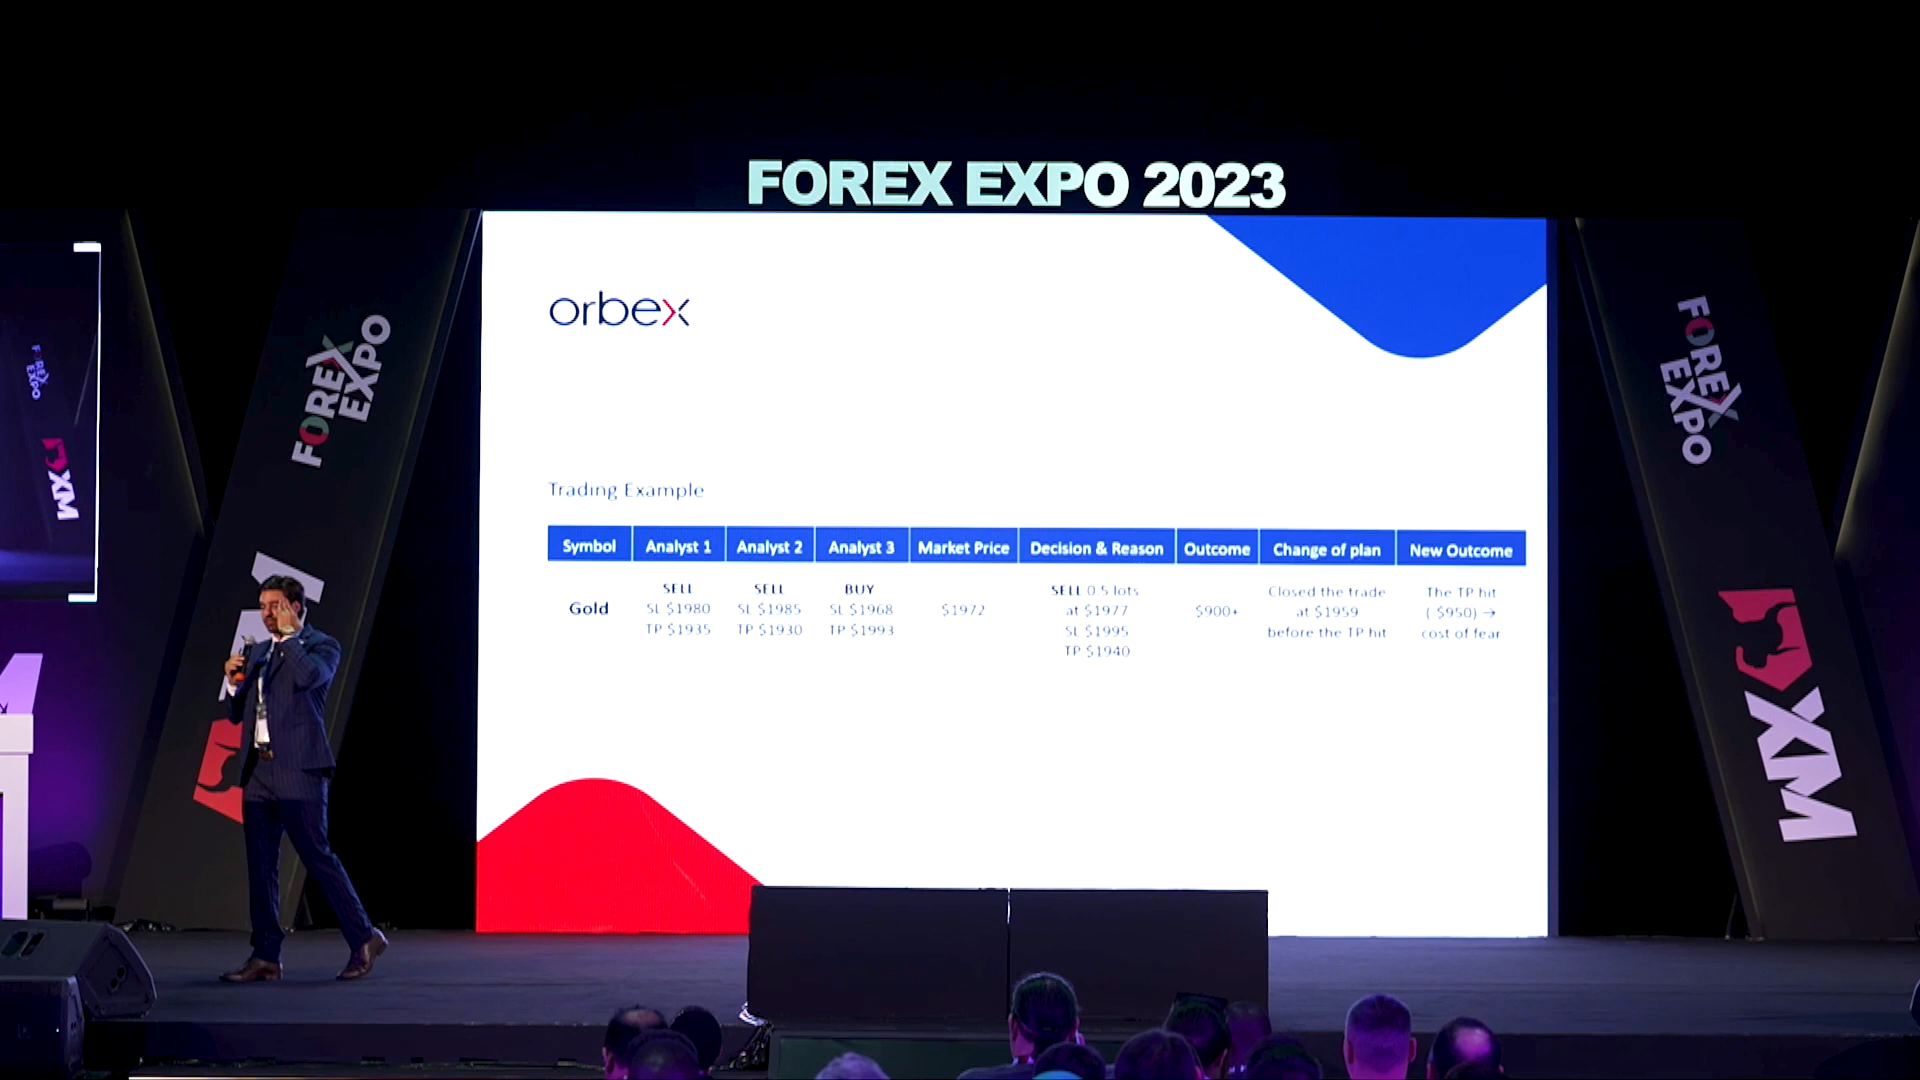 FOREX EXPO 2023
FOREX
EXPO
XM
FOREX
EXPO
orbex
Trading Example
Symbol Analyst 1 Analyst 2 Analyst 3 Market Price Decision & Reason Outcome Change of plan New Outcome
Gold
SELL
SL $1980
TP $1935
SELL
SL $1985
TP $1930
BUY
SL $1968
TP $1993
$1972
SELL 0.5 lots
at $1977
SL $1995
TP $1940
$900+
Closed the trade
at $1959
before the TP hit
The TP hit
(-$950) →
cost of fear
FOREX
EXPO
XM